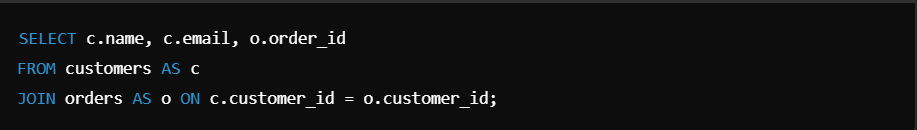 SELECT c.name, c.email, o.order_id
FROM customers AS c
JOIN orders AS o ON c.customer_id = o.customer_id;